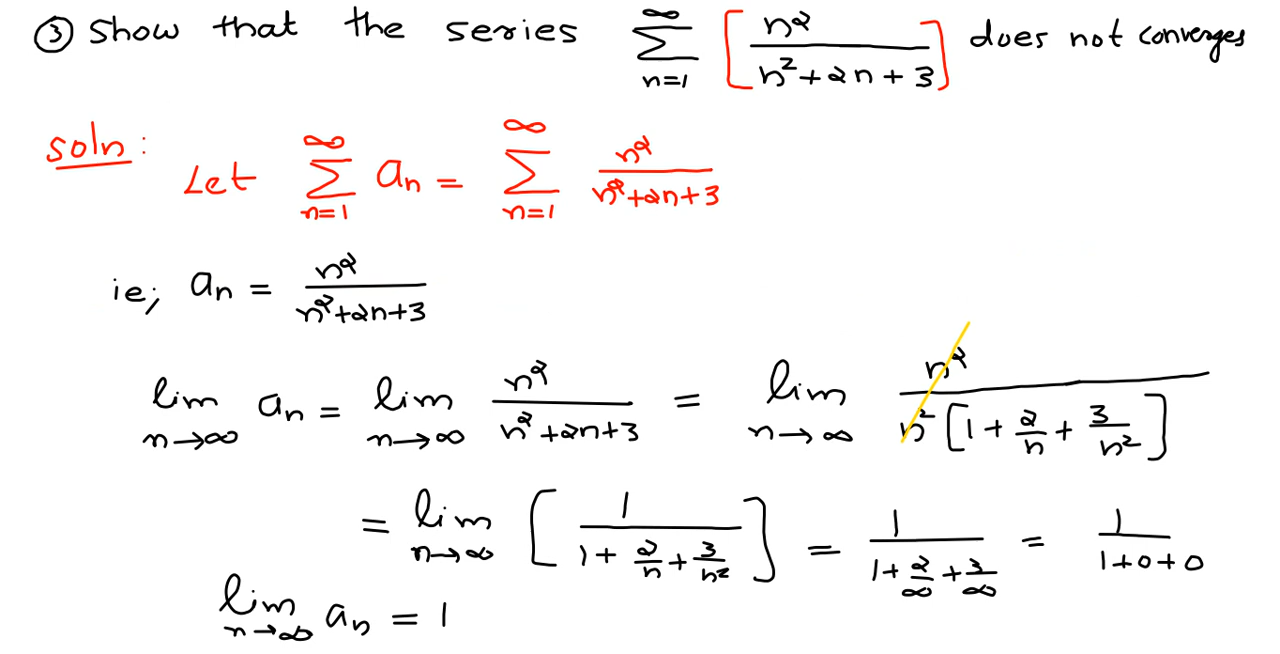 ③ Show that the series ∑_{n=1}^{∞} [n²/(n²+2n+3)] does not converges
soln: Let ∑_{n=1}^{∞} aₙ = ∑_{n=1}^{∞} n²/(n²+2n+3)
ie; aₙ = n²/(n²+2n+3)
lim_{n→∞} aₙ = lim_{n→∞} n²/(n²+2n+3) = lim_{n→∞} n²/(n²[1+2/n+3/n²])
= lim_{n→∞} [1/(1+2/n+3/n²)] = 1/(1+2/∞+3/∞) = 1/(1+0+0)
lim_{n→∞} aₙ = 1